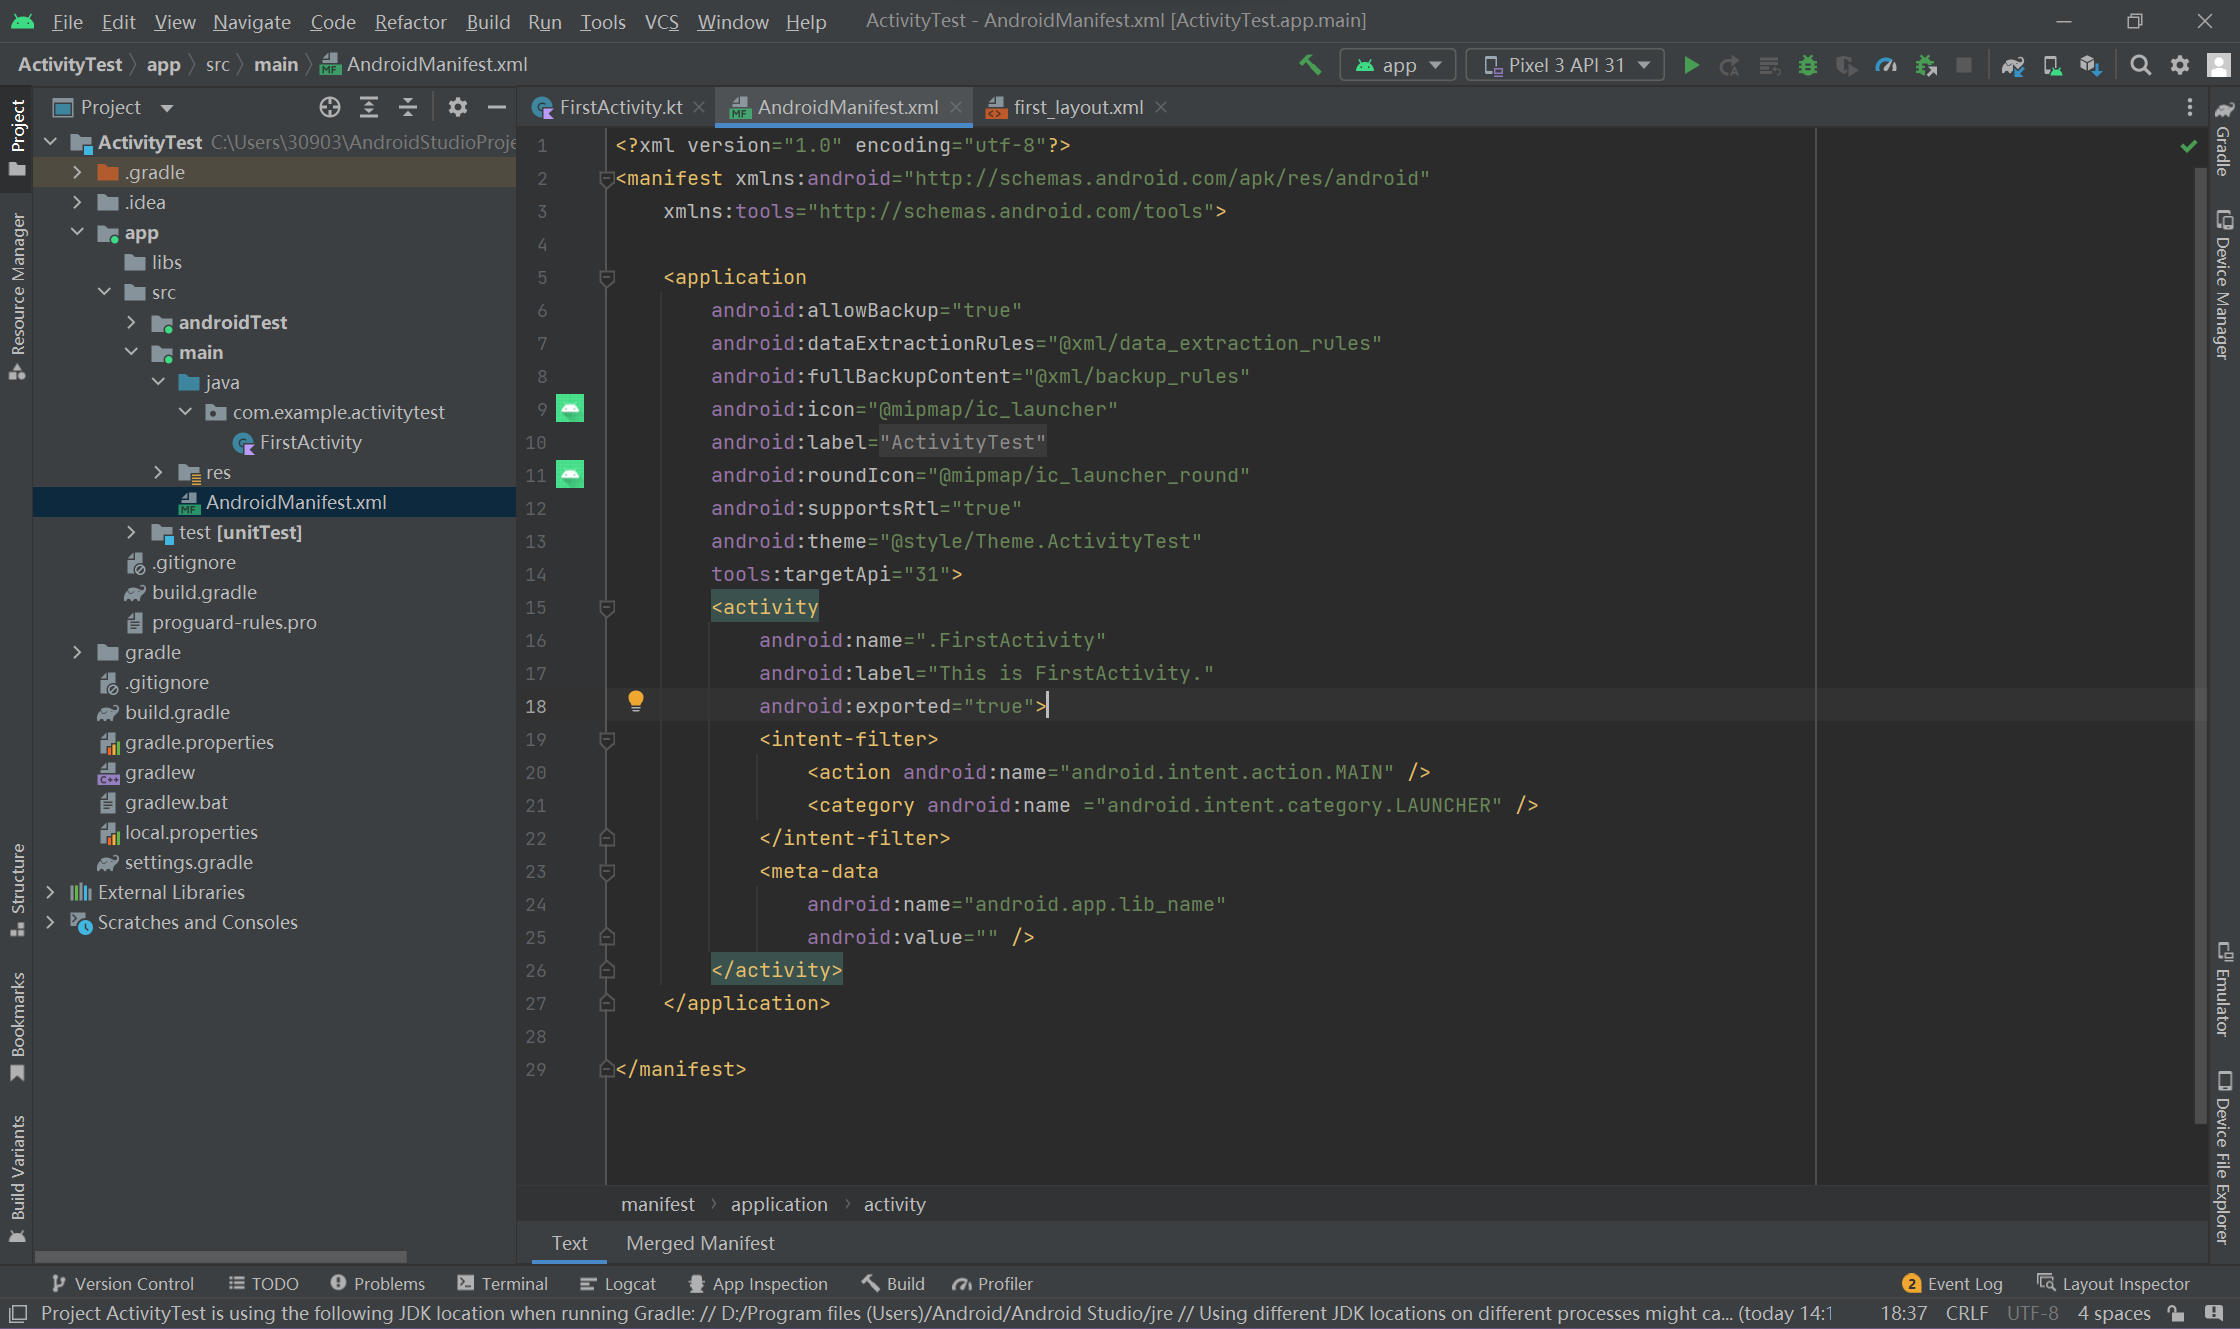 File Edit View Navigate Code Refactor Build Run Tools VCS Window Help ActivityTest - AndroidManifest.xml [ActivityTest.app.main]
ActivityTest app src main AndroidManifest.xml app Pixel 3 API 31
Project
FirstActivity.kt AndroidManifest.xml first_layout.xml
Project
Resource Manager
Structure
Bookmarks
Build Variants
ActivityTest C:\Users\30903\AndroidStudioProje
.gradle
.idea
app
libs
src
androidTest
main
java
com.example.activitytest
FirstActivity
res
AndroidManifest.xml
test [unitTest]
.gitignore
build.gradle
proguard-rules.pro
gradle
.gitignore
build.gradle
gradle.properties
gradlew
gradlew.bat
local.properties
settings.gradle
External Libraries
Scratches and Consoles
1 <?xml version="1.0" encoding="utf-8"?>
2 <manifest xmlns:android="http://schemas.android.com/apk/res/android"
3 xmlns:tools="http://schemas.android.com/tools">
4
5 <application
6 android:allowBackup="true"
7 android:dataExtractionRules="@xml/data_extraction_rules"
8 android:fullBackupContent="@xml/backup_rules"
9 android:icon="@mipmap/ic_launcher"
10 android:label="ActivityTest"
11 android:roundIcon="@mipmap/ic_launcher_round"
12 android:supportsRtl="true"
13 android:theme="@style/Theme.ActivityTest"
14 tools:targetApi="31">
15 <activity
16 android:name=".FirstActivity"
17 android:label="This is FirstActivity."
18 android:exported="true">
19 <intent-filter>
20 <action android:name="android.intent.action.MAIN" />
21 <category android:name ="android.intent.category.LAUNCHER" />
22 </intent-filter>
23 <meta-data
24 android:name="android.app.lib_name"
25 android:value="" />
26 </activity>
27 </application>
28
29 </manifest>
Gradle
Device Manager
Emulator
Device File Explorer
manifest application activity
Text Merged Manifest
Version Control TODO Problems Terminal Logcat App Inspection Build Profiler 2 Event Log Layout Inspector
Project ActivityTest is using the following JDK location when running Gradle: // D:/Program files (Users)/Android/Android Studio/jre // Using different JDK locations on different processes might ca... (today 14:1 18:37 CRLF UTF-8 4 spaces